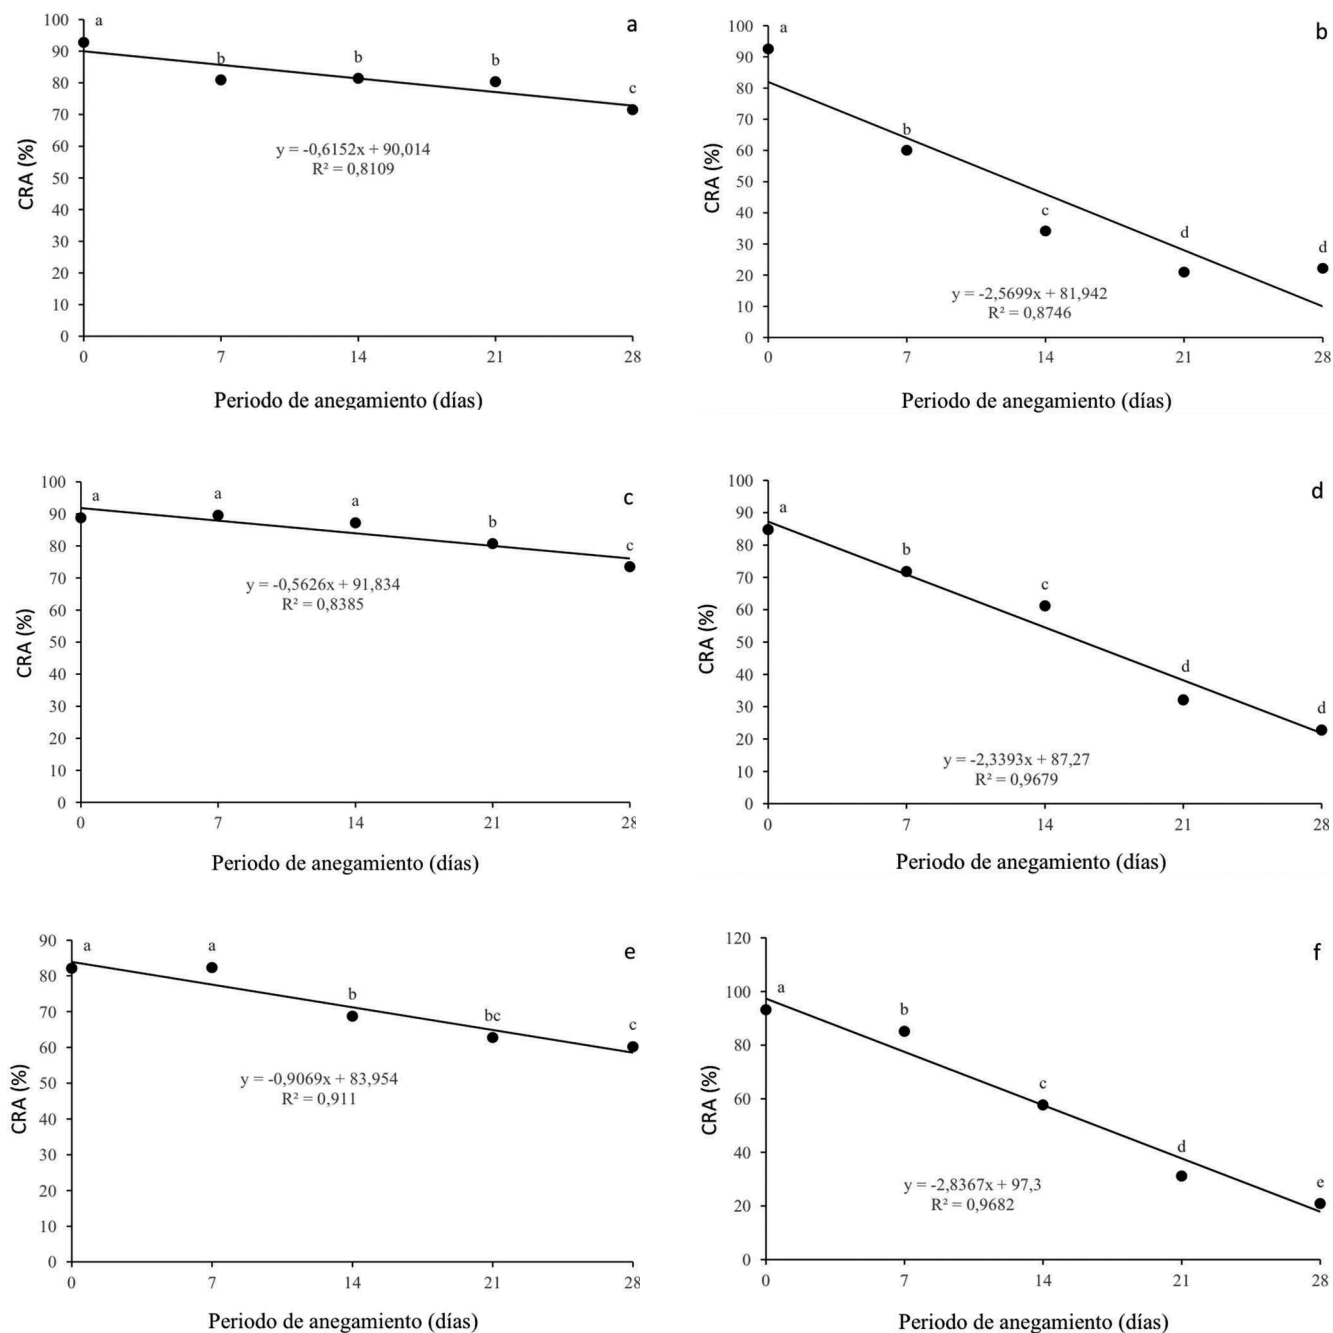 a
100
90
80
70
60
50
40
30
20
10
0
CRA (%)
a
b
b
b
c
y = -0,6152x + 90,014
R² = 0,8109
0 7 14 21 28
Periodo de anegamiento (días)
b
100
90
80
70
60
50
40
30
20
10
0
CRA (%)
a
b
c
d
d
y = -2,5699x + 81,942
R² = 0,8746
0 7 14 21 28
Periodo de anegamiento (días)
c
100
90
80
70
60
50
40
30
20
10
0
CRA (%)
a
a
a
b
c
y = -0,5626x + 91,834
R² = 0,8385
0 7 14 21 28
Periodo de anegamiento (días)
d
100
90
80
70
60
50
40
30
20
10
0
CRA (%)
a
b
c
d
d
y = -2,3393x + 87,27
R² = 0,9679
0 7 14 21 28
Periodo de anegamiento (días)
e
90
80
70
60
50
40
30
20
10
0
CRA (%)
a
a
b
bc
c
y = -0,9069x + 83,954
R² = 0,911
0 7 14 21 28
Periodo de anegamiento (días)
f
120
100
80
60
40
20
0
CRA (%)
a
b
c
d
e
y = -2,8367x + 97,3
R² = 0,9682
0 7 14 21 28
Periodo de anegamiento (días)